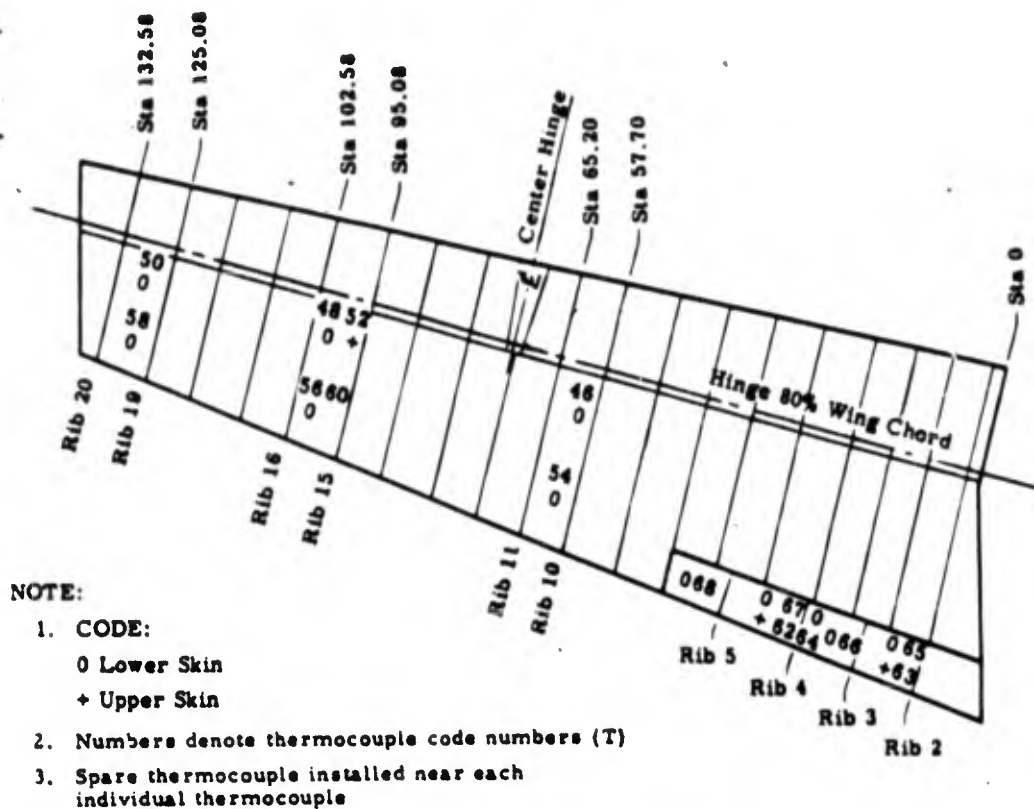 Sta 132.58
Sta 125.08
Sta 102.58
Sta 95.08
Center Hinge
Sta 65.20
Sta 57.70
Sta 0
50
0
58
0
48 52
0 +
56 60
0
46
0
54
0
Hinge 80% Wing Chord
068
0 67 0
+ 62 64 066
065
+63
Rib 20
Rib 19
Rib 16
Rib 15
Rib 11
Rib 10
Rib 5
Rib 4
Rib 3
Rib 2
NOTE:
1. CODE:
0 Lower Skin
+ Upper Skin
2. Numbers denote thermocouple code numbers (T)
3. Spare thermocouple installed near each
individual thermocouple